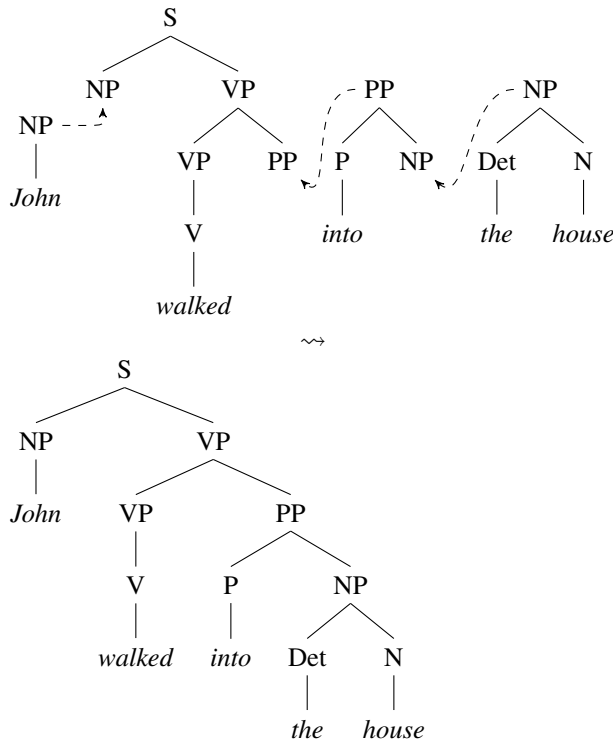 S
NP VP PP NP
NP VP PP P NP Det N
John V into the house
walked
⤳
S
NP VP
John VP PP
V P NP
walked into Det N
the house